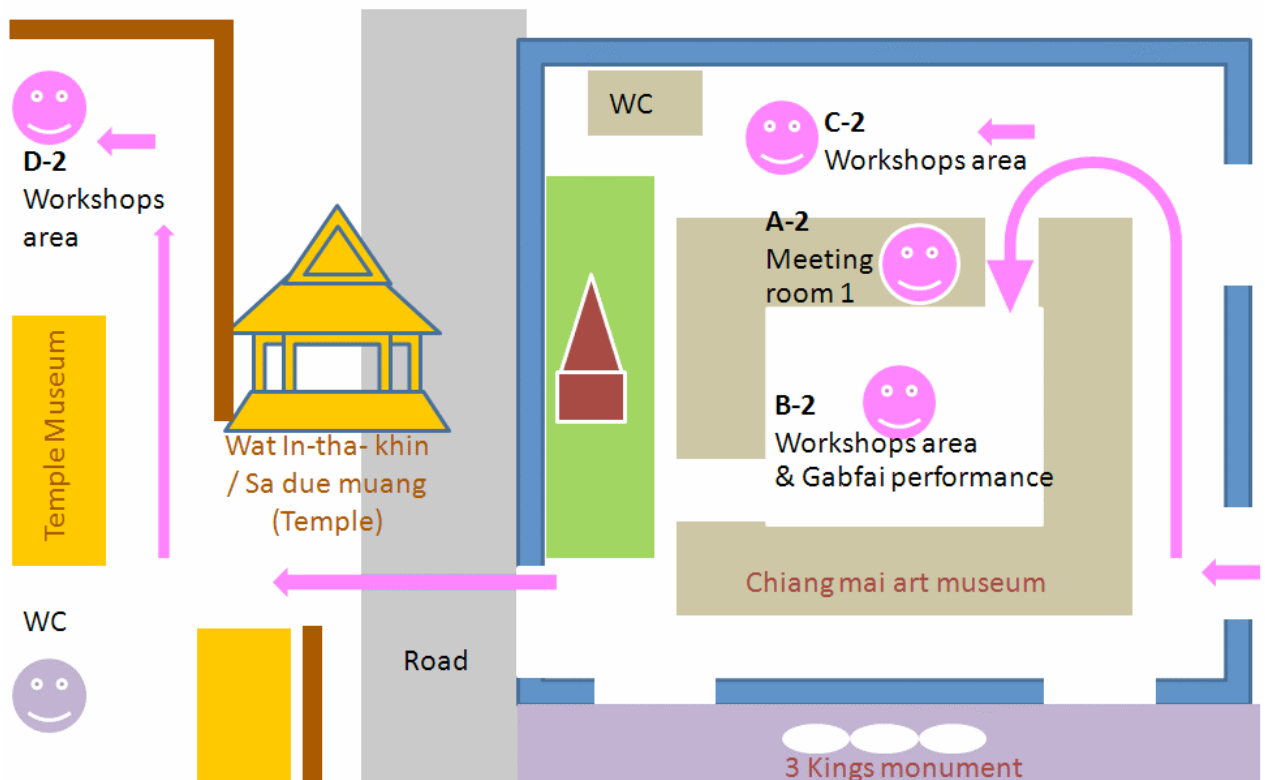 D-2
Workshops
area
Temple Museum
Wat In-tha- khin
/ Sa due muang
(Temple)
WC
Road
WC
C-2
Workshops area
A-2
Meeting
room 1
B-2
Workshops area
& Gabfai performance
Chiang mai art museum
3 Kings monument